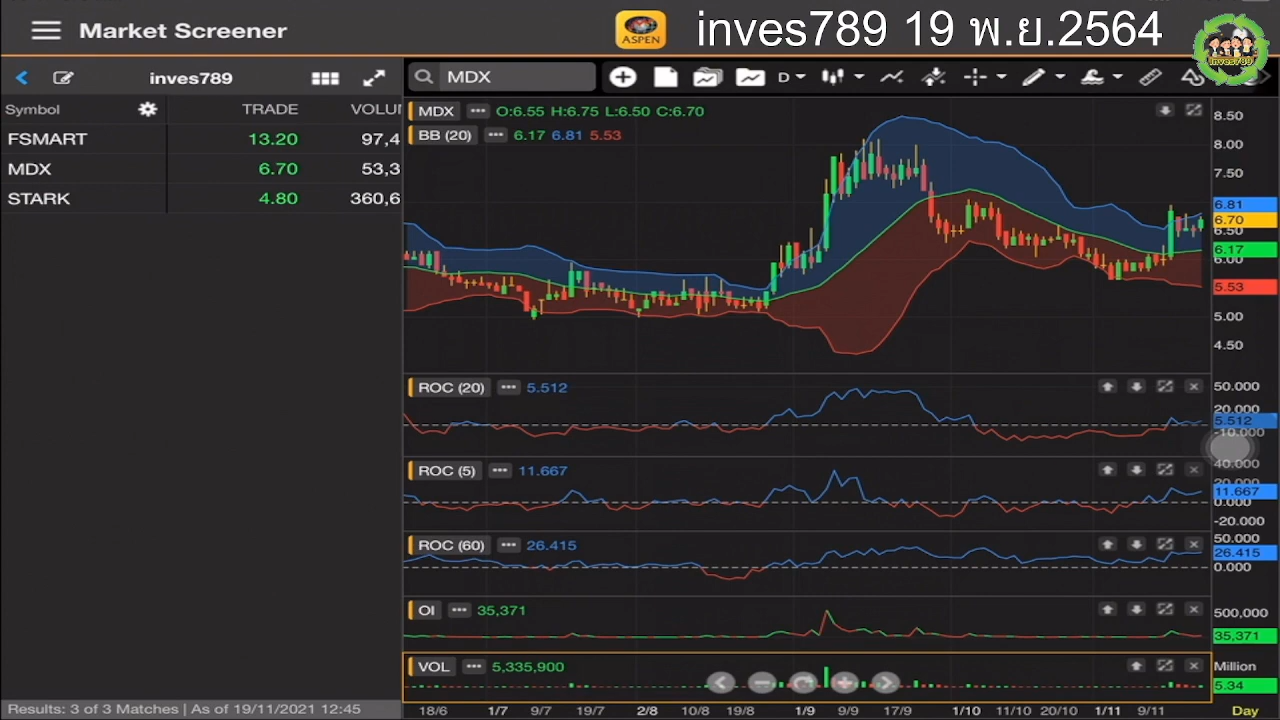 Market Screener
ASPEN
inves789 19 พ.ย.2564
inves789
inves789
MDX
D
Symbol TRADE VOLUI
FSMART 13.20 97,4
MDX 6.70 53,3
STARK 4.80 360,6
MDX O:6.55 H:6.75 L:6.50 C:6.70
BB (20) 6.17 6.81 5.53
8.50
8.00
7.50
6.81
6.70
6.50
6.17
6.00
5.53
5.00
4.50
ROC (20) 5.512
50.000
20.000
5.512
-10.000
ROC (5) 11.667
40.000
20.000
11.667
0.000
-20.000
ROC (60) 26.415
50.000
26.415
0.000
OI 35,371
500,000
35,371
VOL 5,335,900
Million
5.34
18/6 1/7 9/7 19/7 2/8 10/8 19/8 1/9 9/9 17/9 1/10 11/10 20/10 1/11 9/11 Day
Results: 3 of 3 Matches | As of 19/11/2021 12:45